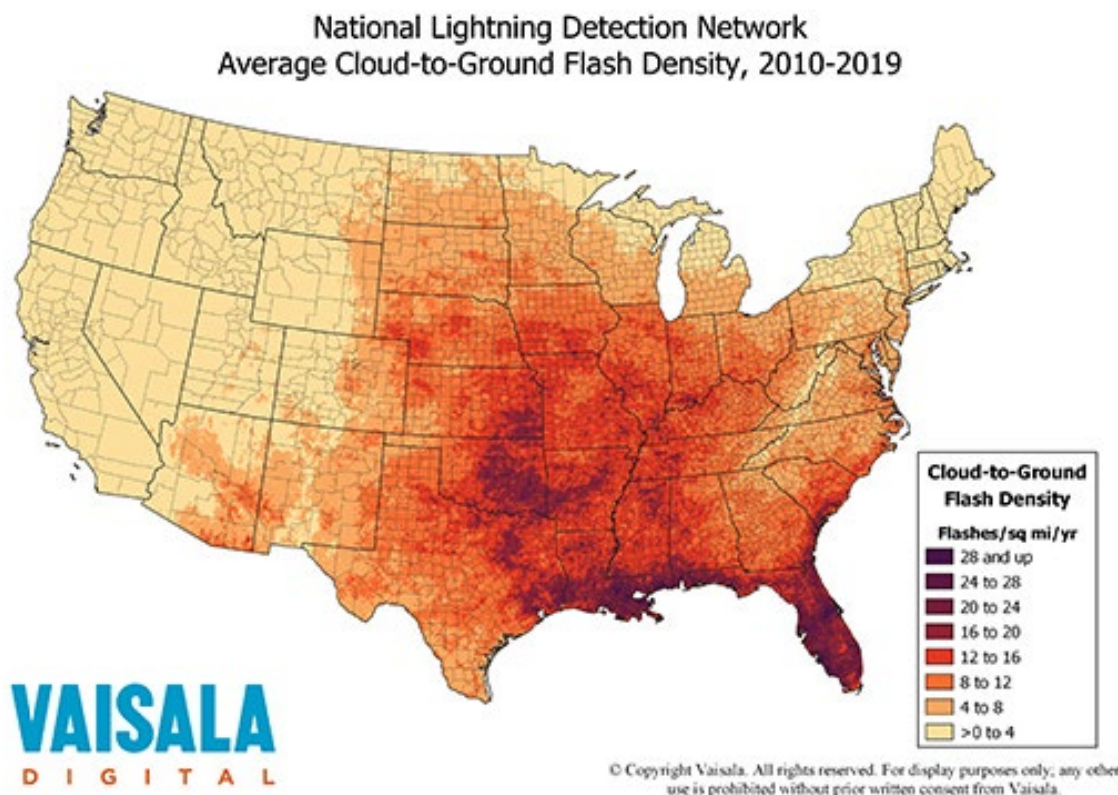 National Lightning Detection Network
Average Cloud-to-Ground Flash Density, 2010-2019
Cloud-to-Ground
Flash Density
Flashes/sq mi/yr
28 and up
24 to 28
20 to 24
16 to 20
12 to 16
8 to 12
4 to 8
>0 to 4
VAISALA
DIGITAL
© Copyright Vaisala. All rights reserved. For display purposes only; any other
use is prohibited without prior written consent from Vaisala.